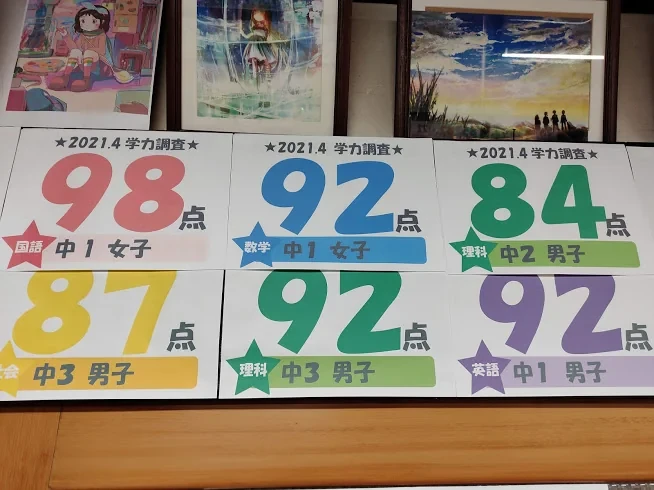 ★2021.4 学力調査★
98点
国語 中1 女子
★2021.4 学力調査★
92点
数学 中1 女子
★2021.4 学力調査★
84点
理科 中2 男子
87点
会 中3 男子
92点
理科 中3 男子
92点
英語 中1 男子